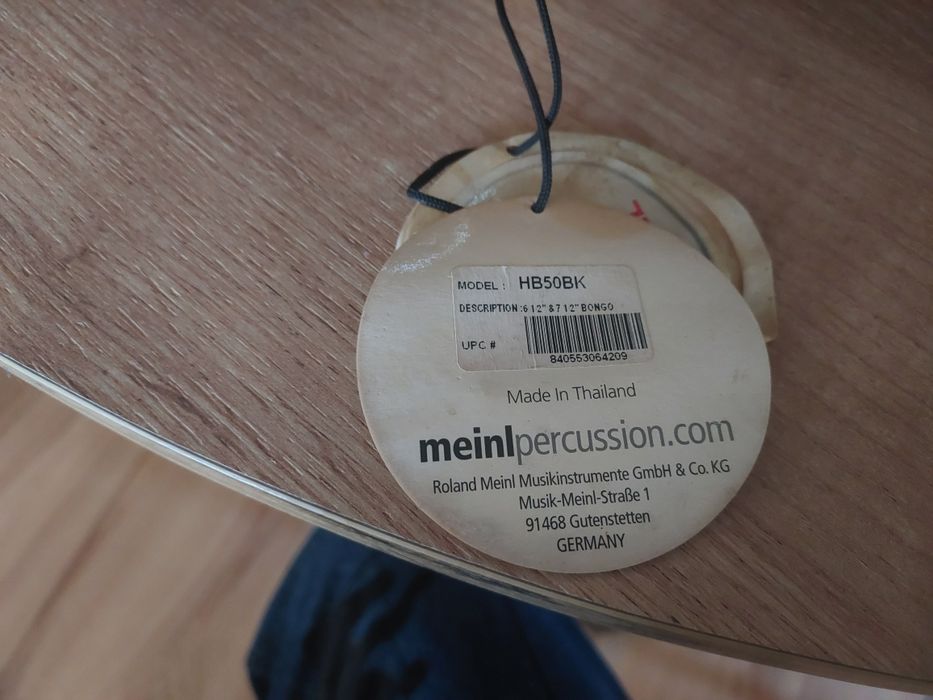 MODEL : HB50BK
DESCRIPTION :6 1 2" & 7 1 2" BONGO
UPC #
840553064209
Made In Thailand
meinlpercussion.com
Roland Meinl Musikinstrumente GmbH & Co. KG
Musik-Meinl-Straße 1
91468 Gutenstetten
GERMANY